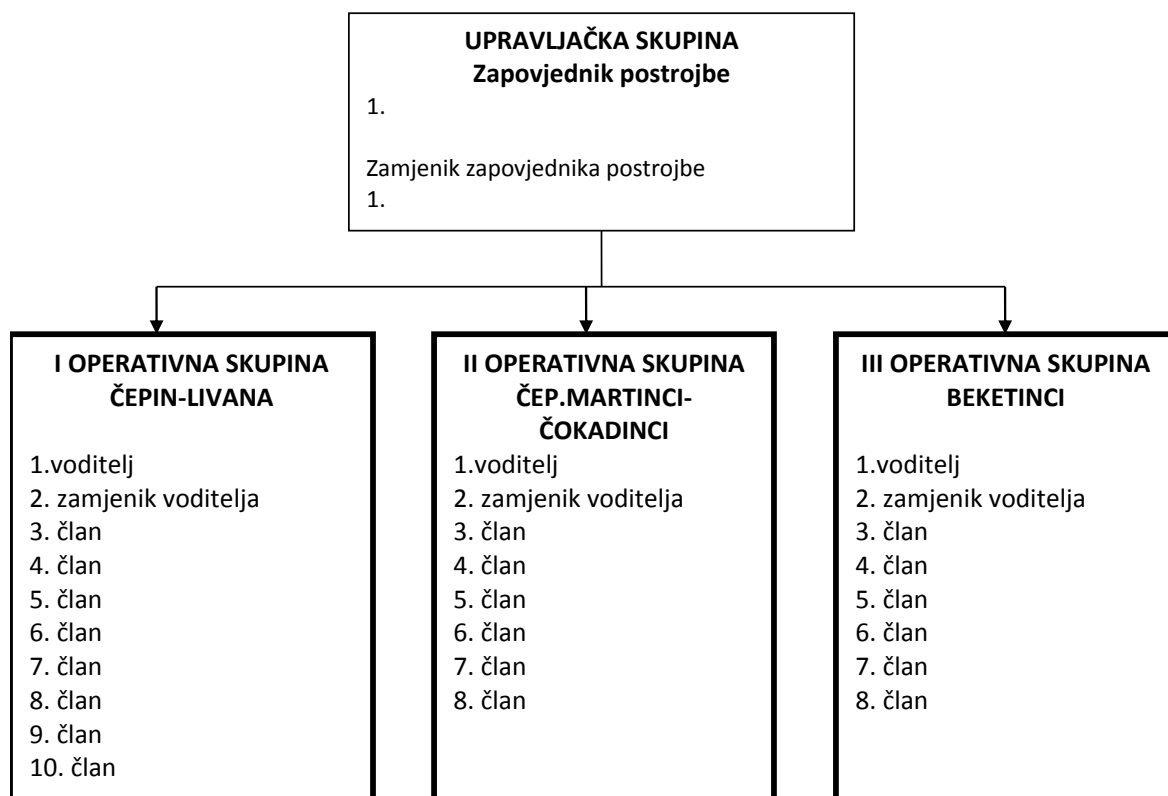 UPRAVLJAČKA SKUPINA
Zapovjednik postrojbe
1.
Zamjenik zapovjednika postrojbe
1.
I OPERATIVNA SKUPINA
ČEPIN-LIVANA
1.voditelj
2. zamjenik voditelja
3. član
4. član
5. član
6. član
7. član
8. član
9. član
10. član
II OPERATIVNA SKUPINA
ČEP.MARTINCI-
ČOKADINCI
1.voditelj
2. zamjenik voditelja
3. član
4. član
5. član
6. član
7. član
8. član
III OPERATIVNA SKUPINA
BEKETINCI
1.voditelj
2. zamjenik voditelja
3. član
4. član
5. član
6. član
7. član
8. član